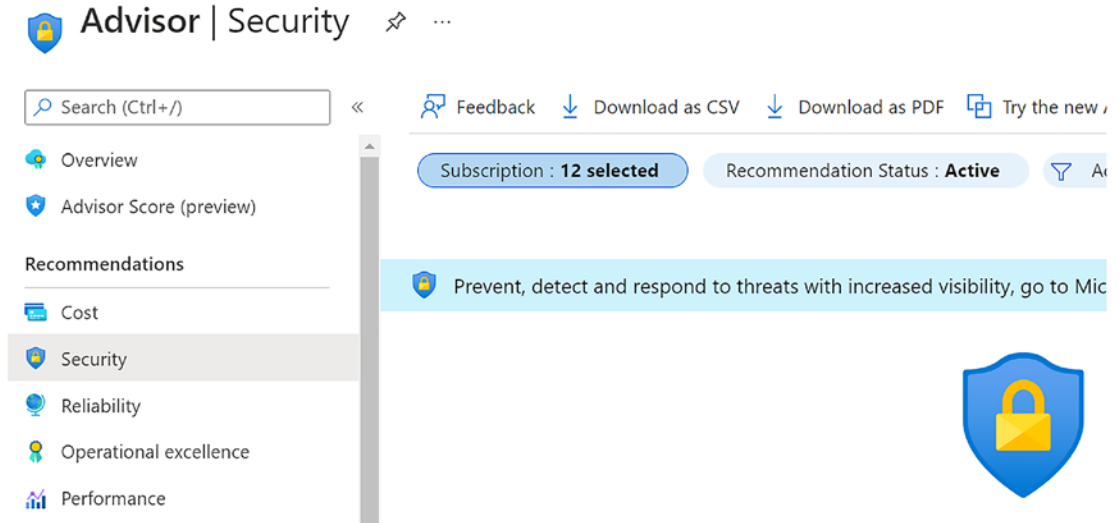 Advisor | Security
Search (Ctrl+/)
Overview
Advisor Score (preview)
Recommendations
Cost
Security
Reliability
Operational excellence
Performance
Feedback
Download as CSV
Download as PDF
Try the new
Subscription : 12 selected
Recommendation Status : Active
Prevent, detect and respond to threats with increased visibility, go to